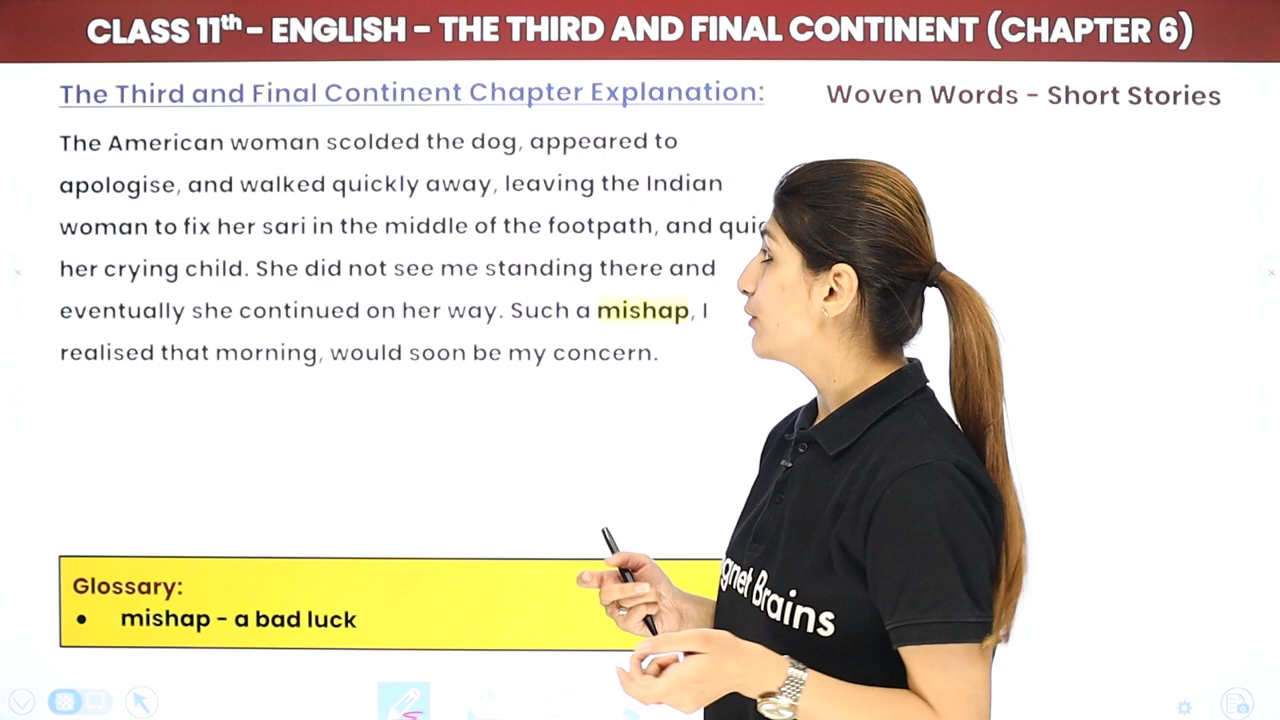 CLASS 11th - ENGLISH - THE THIRD AND FINAL CONTINENT (CHAPTER 6)
The Third and Final Continent Chapter Explanation:
Woven Words - Short Stories
The American woman scolded the dog, appeared to
apologise, and walked quickly away, leaving the Indian
woman to fix her sari in the middle of the footpath, and
her crying child. She did not see me standing there and
eventually she continued on her way. Such a mishap, I
realised that morning, would soon be my concern.
Glossary:
• mishap - a bad luck
gnet Brains